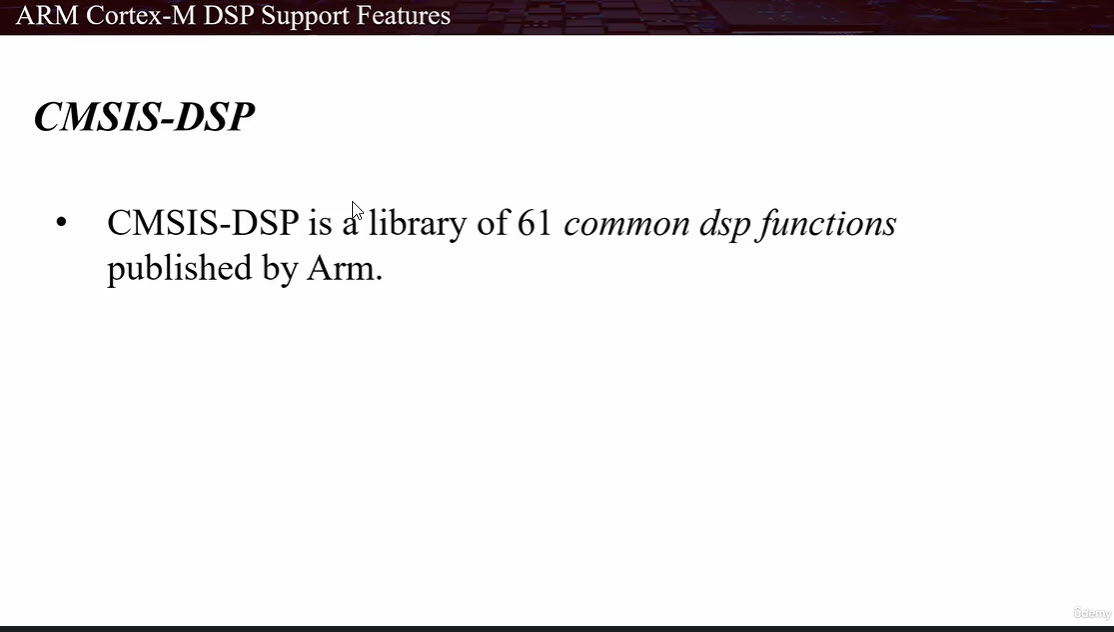 ARM Cortex-M DSP Support Features
CMSIS-DSP
• CMSIS-DSP is a library of 61 common dsp functions
published by Arm.
ûdemy